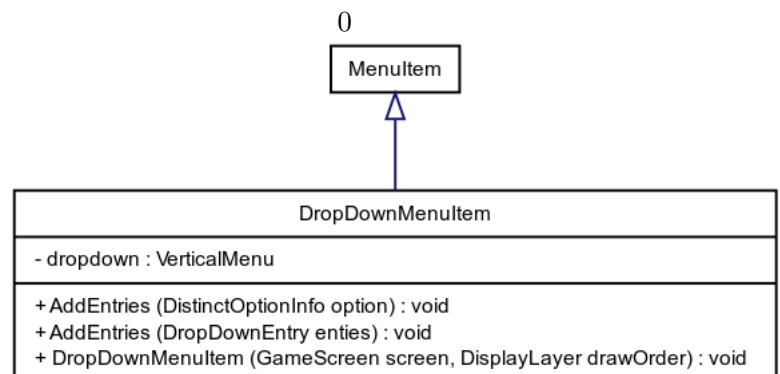 0
MenuItem
DropDownMenuItem
- dropdown : VerticalMenu
+ AddEntries (DistinctOptionInfo option) : void
+ AddEntries (DropDownEntry enties) : void
+ DropDownMenuItem (GameScreen screen, DisplayLayer drawOrder) : void